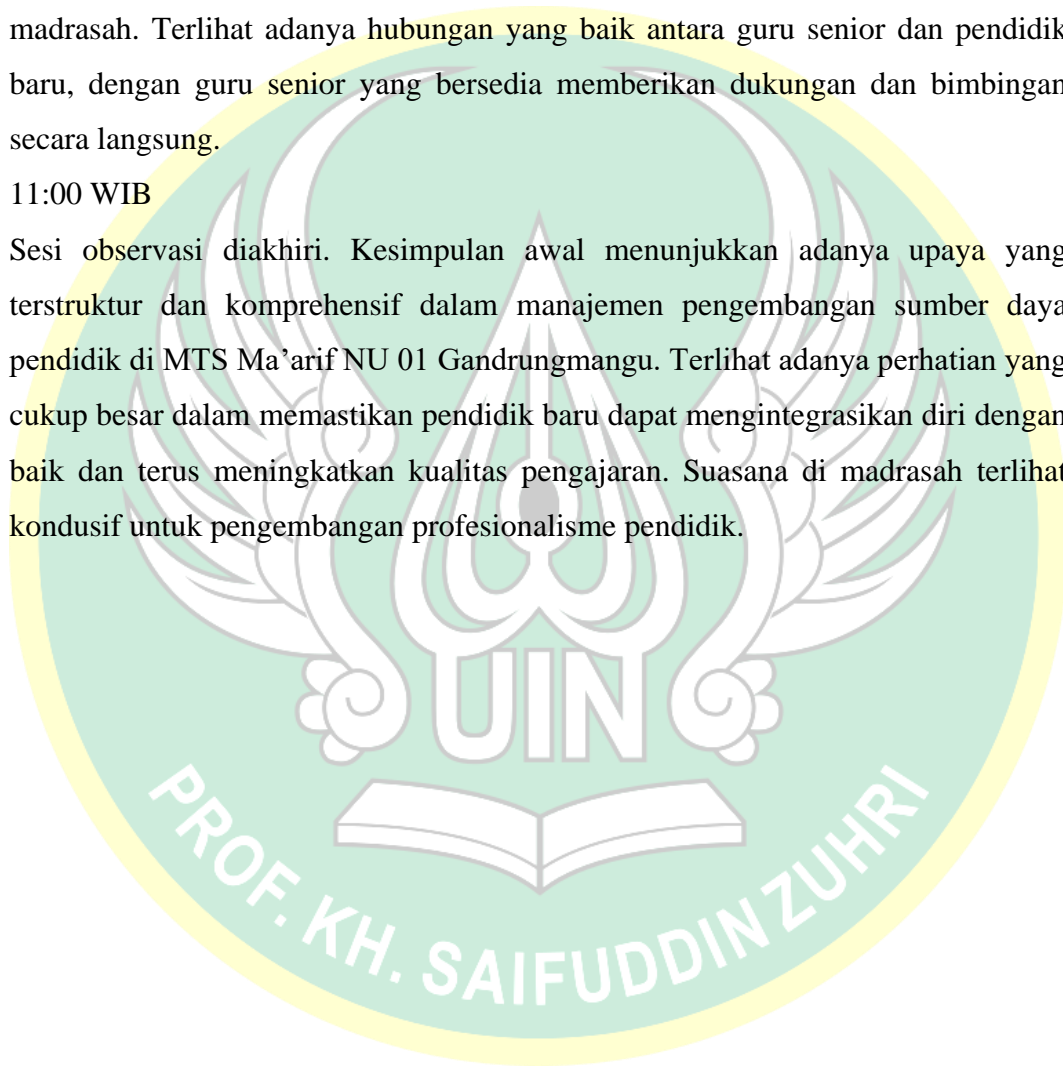 madrasah. Terlihat adanya hubungan yang baik antara guru senior dan pendidik
baru, dengan guru senior yang bersedia memberikan dukungan dan bimbingan
secara langsung.
11:00 WIB
Sesi observasi diakhiri. Kesimpulan awal menunjukkan adanya upaya yang
terstruktur dan komprehensif dalam manajemen pengembangan sumber daya
pendidik di MTS Ma’arif NU 01 Gandrungmangu. Terlihat adanya perhatian yang
cukup besar dalam memastikan pendidik baru dapat mengintegrasikan diri dengan
baik dan terus meningkatkan kualitas pengajaran. Suasana di madrasah terlihat
kondusif untuk pengembangan profesionalisme pendidik.
UIN
PROF. KH. SAIFUDDIN ZUHRI